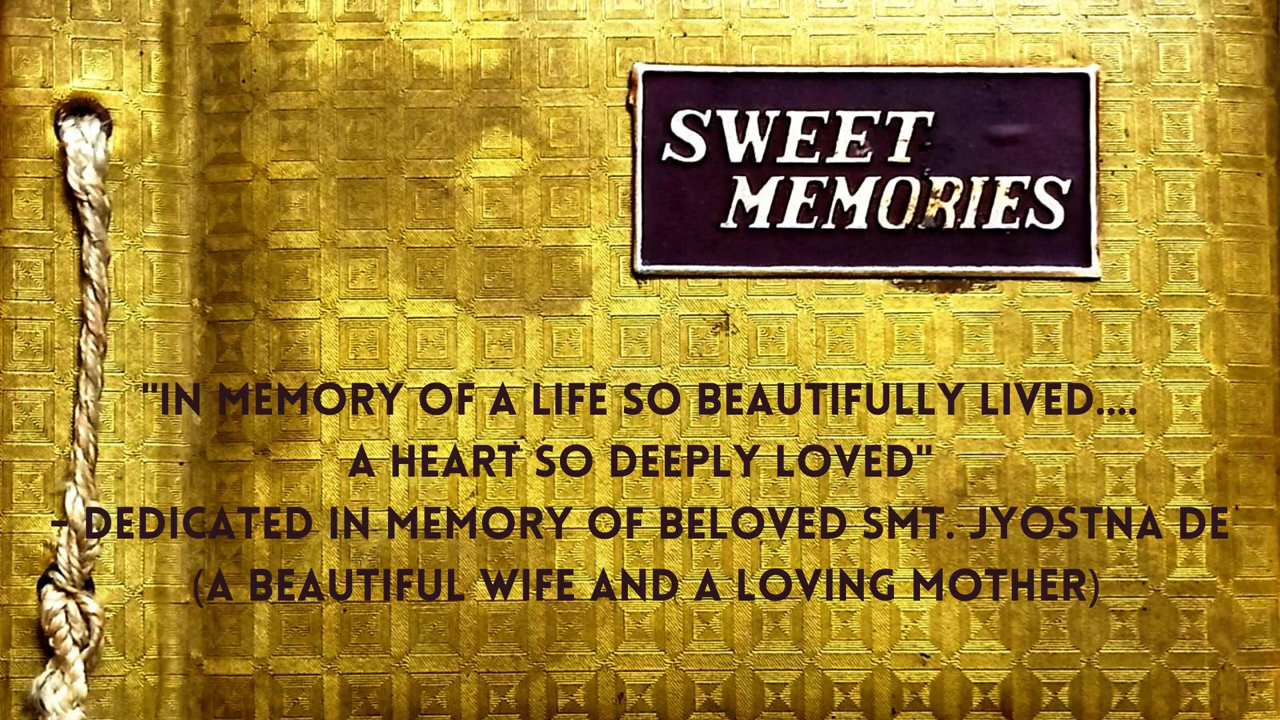 SWEET
MEMORIES
"IN MEMORY OF A LIFE SO BEAUTIFULLY LIVED....
A HEART SO DEEPLY LOVED"
- DEDICATED IN MEMORY OF BELOVED SMT. JYOSTNA DE
(A BEAUTIFUL WIFE AND A LOVING MOTHER)